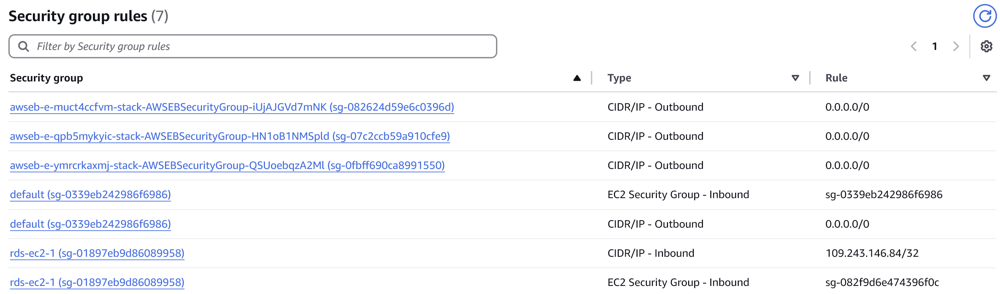 Security group rules (7)
Filter by Security group rules
1
Security group Type Rule
awseb-e-muct4ccfvm-stack-AWSEBSecurityGroup-iUjAJGVd7mNK (sg-082624d59e6c0396d) CIDR/IP - Outbound 0.0.0.0/0
awseb-e-qpb5mykyic-stack-AWSEBSecurityGroup-HN1oB1NMSpld (sg-07c2ccb59a910cfe9) CIDR/IP - Outbound 0.0.0.0/0
awseb-e-ymrcrkaxmj-stack-AWSEBSecurityGroup-QSUoebqzA2Ml (sg-0fbff690ca8991550) CIDR/IP - Outbound 0.0.0.0/0
default (sg-0339eb242986f6986) EC2 Security Group - Inbound sg-0339eb242986f6986
default (sg-0339eb242986f6986) CIDR/IP - Outbound 0.0.0.0/0
rds-ec2-1 (sg-01897eb9d86089958) CIDR/IP - Inbound 109.243.146.84/32
rds-ec2-1 (sg-01897eb9d86089958) EC2 Security Group - Inbound sg-082f9d6e474396f0c